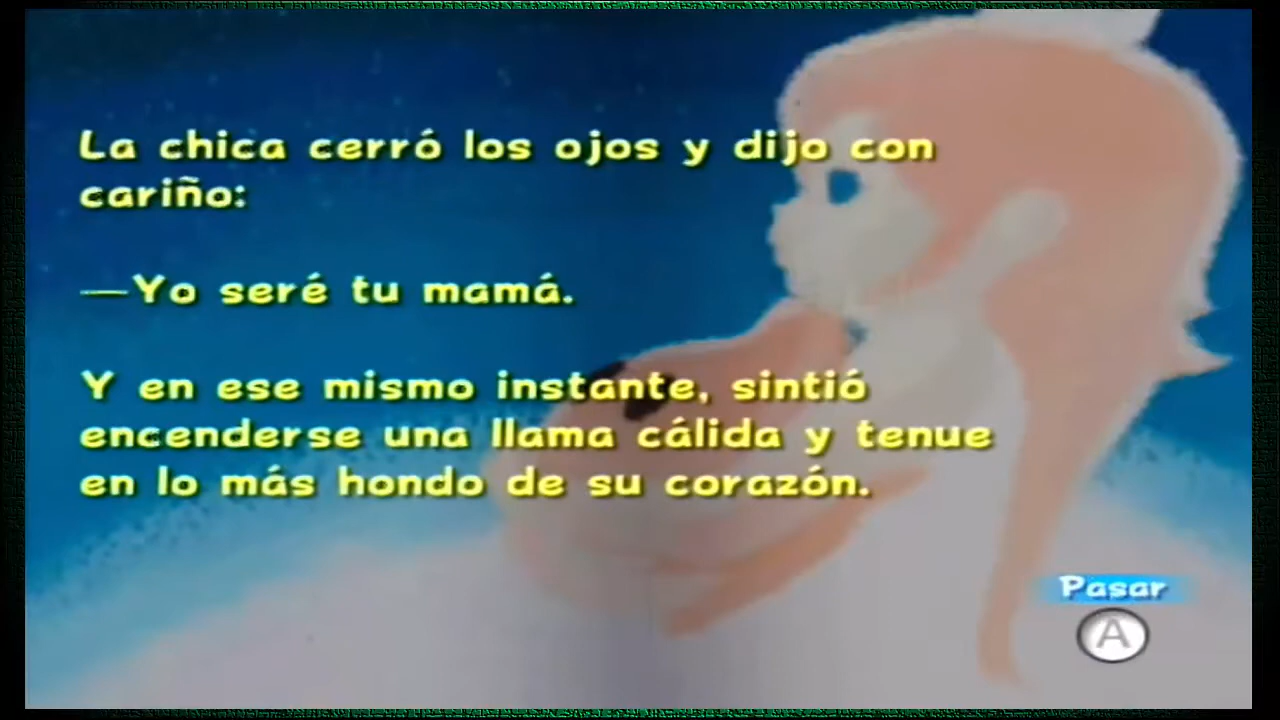 La chica cerró los ojos y dijo con
cariño:
—Yo seré tu mamá.
Y en ese mismo instante, sintió
encenderse una llama cálida y tenue
en lo más hondo de su corazón.
Pasar
A